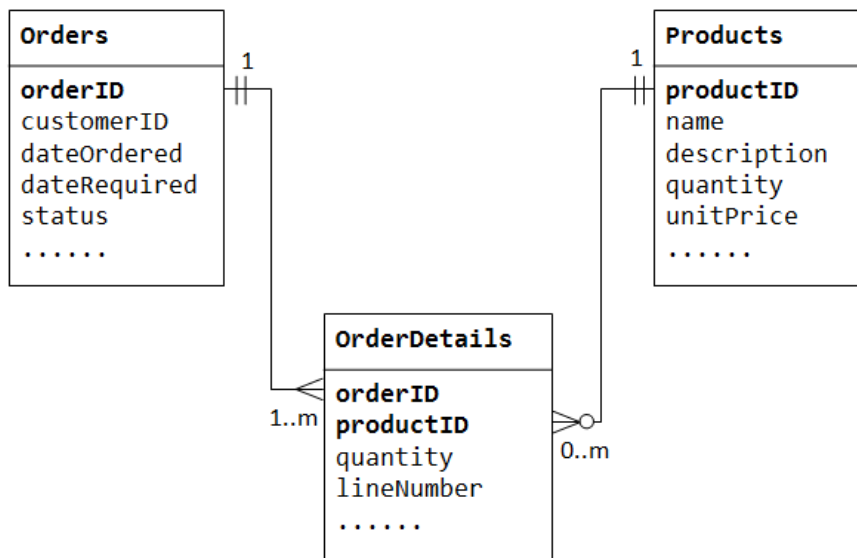 Orders
orderID
customerID
dateOrdered
dateRequired
status
......
1
1
Products
productID
name
description
quantity
unitPrice
......
OrderDetails
orderID
productID
quantity
lineNumber
......
1..m
0..m